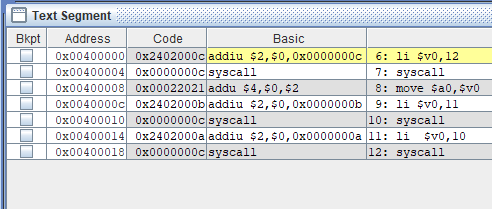 Text Segment
Bkpt Address Code Basic
0x00400000 0x2402000c addiu $2,$0,0x0000000c 6: li $v0,12
0x00400004 0x0000000c syscall 7: syscall
0x00400008 0x00022021 addu $4,$0,$2 8: move $a0,$v0
0x0040000c 0x2402000b addiu $2,$0,0x0000000b 9: li $v0,11
0x00400010 0x0000000c syscall 10: syscall
0x00400014 0x2402000a addiu $2,$0,0x0000000a 11: li  $v0,10
0x00400018 0x0000000c syscall 12: syscall